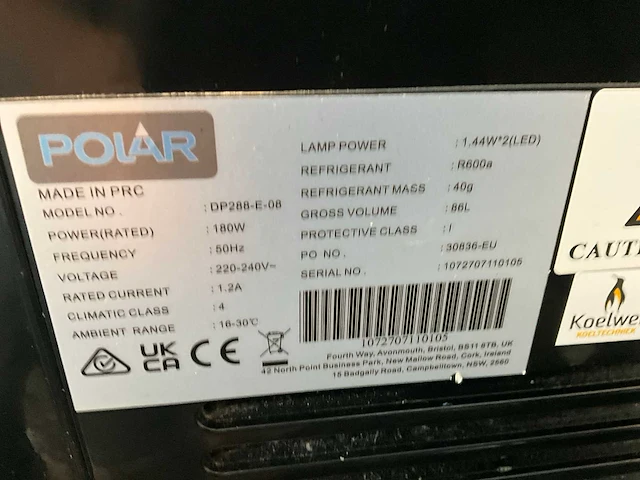 POLAR
MADE IN PRC
MODEL NO. : DP288-E-08
POWER(RATED) : 180W
FREQUENCY : 50Hz
VOLTAGE : 220-240V~
RATED CURRENT : 1.2A
CLIMATIC CLASS : 4
AMBIENT RANGE : 16-30℃
LAMP POWER : 1.44W*2(LED)
REFRIGERANT : R600a
REFRIGERANT MASS : 40g
GROSS VOLUME : 86L
PROTECTIVE CLASS : I
PO NO. : 30836-EU
SERIAL NO. : 1072707110105
1072707110105
UK
CA
CE
Fourth Way, Avonmouth, Bristol, BS11 8TB, UK
42 North Point Business Park, New Mallow Road, Cork, Ireland
15 Badgally Road, Campbelltown, NSW, 2560
CAUT
Koelwe
KOELTECHNIEK